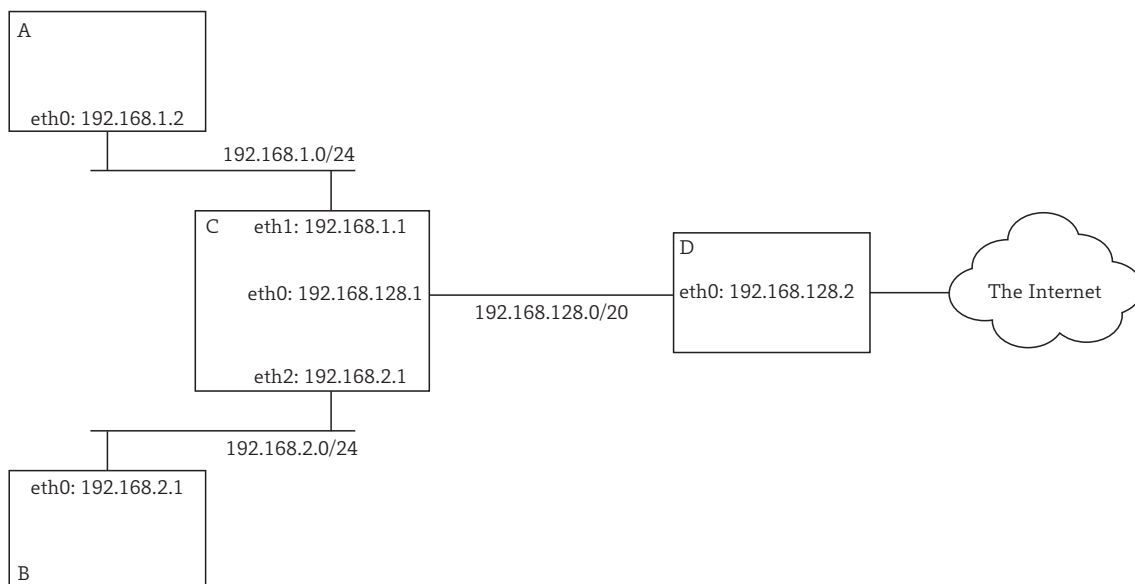 A
eth0: 192.168.1.2
192.168.1.0/24
C
eth1: 192.168.1.1
eth0: 192.168.128.1
eth2: 192.168.2.1
192.168.128.0/20
D
eth0: 192.168.128.2
The Internet
192.168.2.0/24
eth0: 192.168.2.1
B